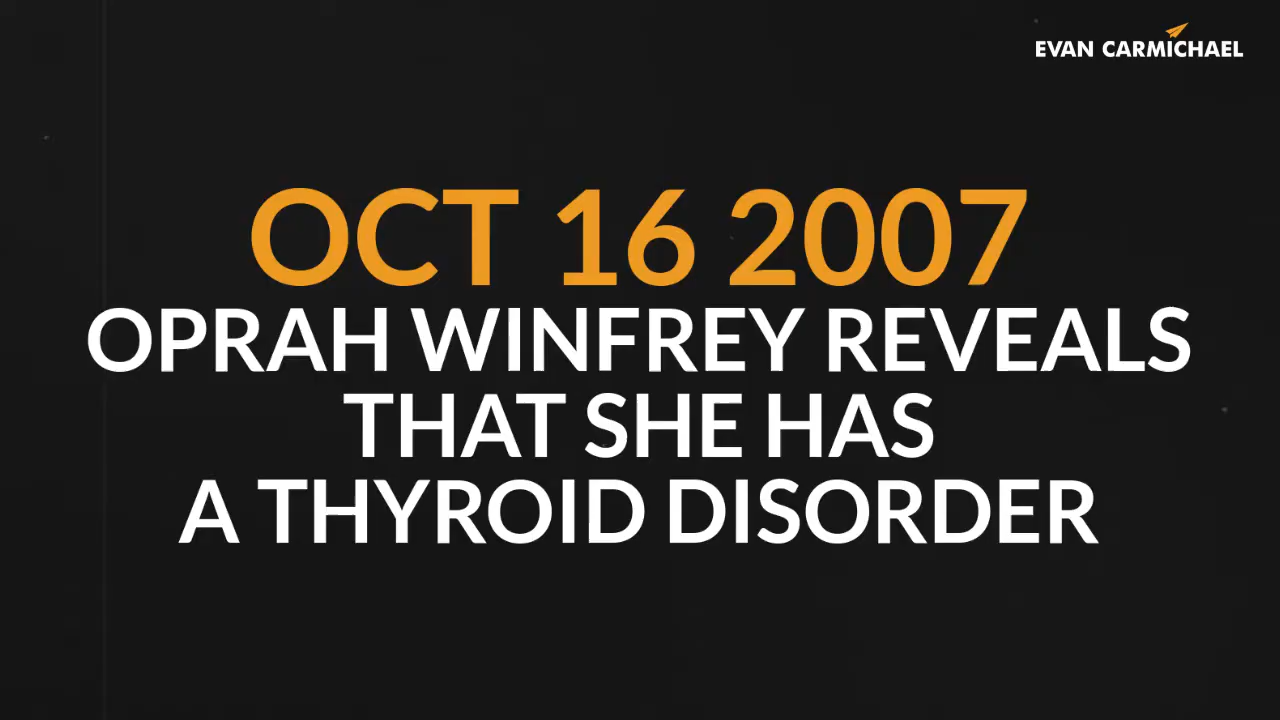 EVAN CARMICHAEL
OCT 16 2007
OPRAH WINFREY REVEALS
THAT SHE HAS
A THYROID DISORDER